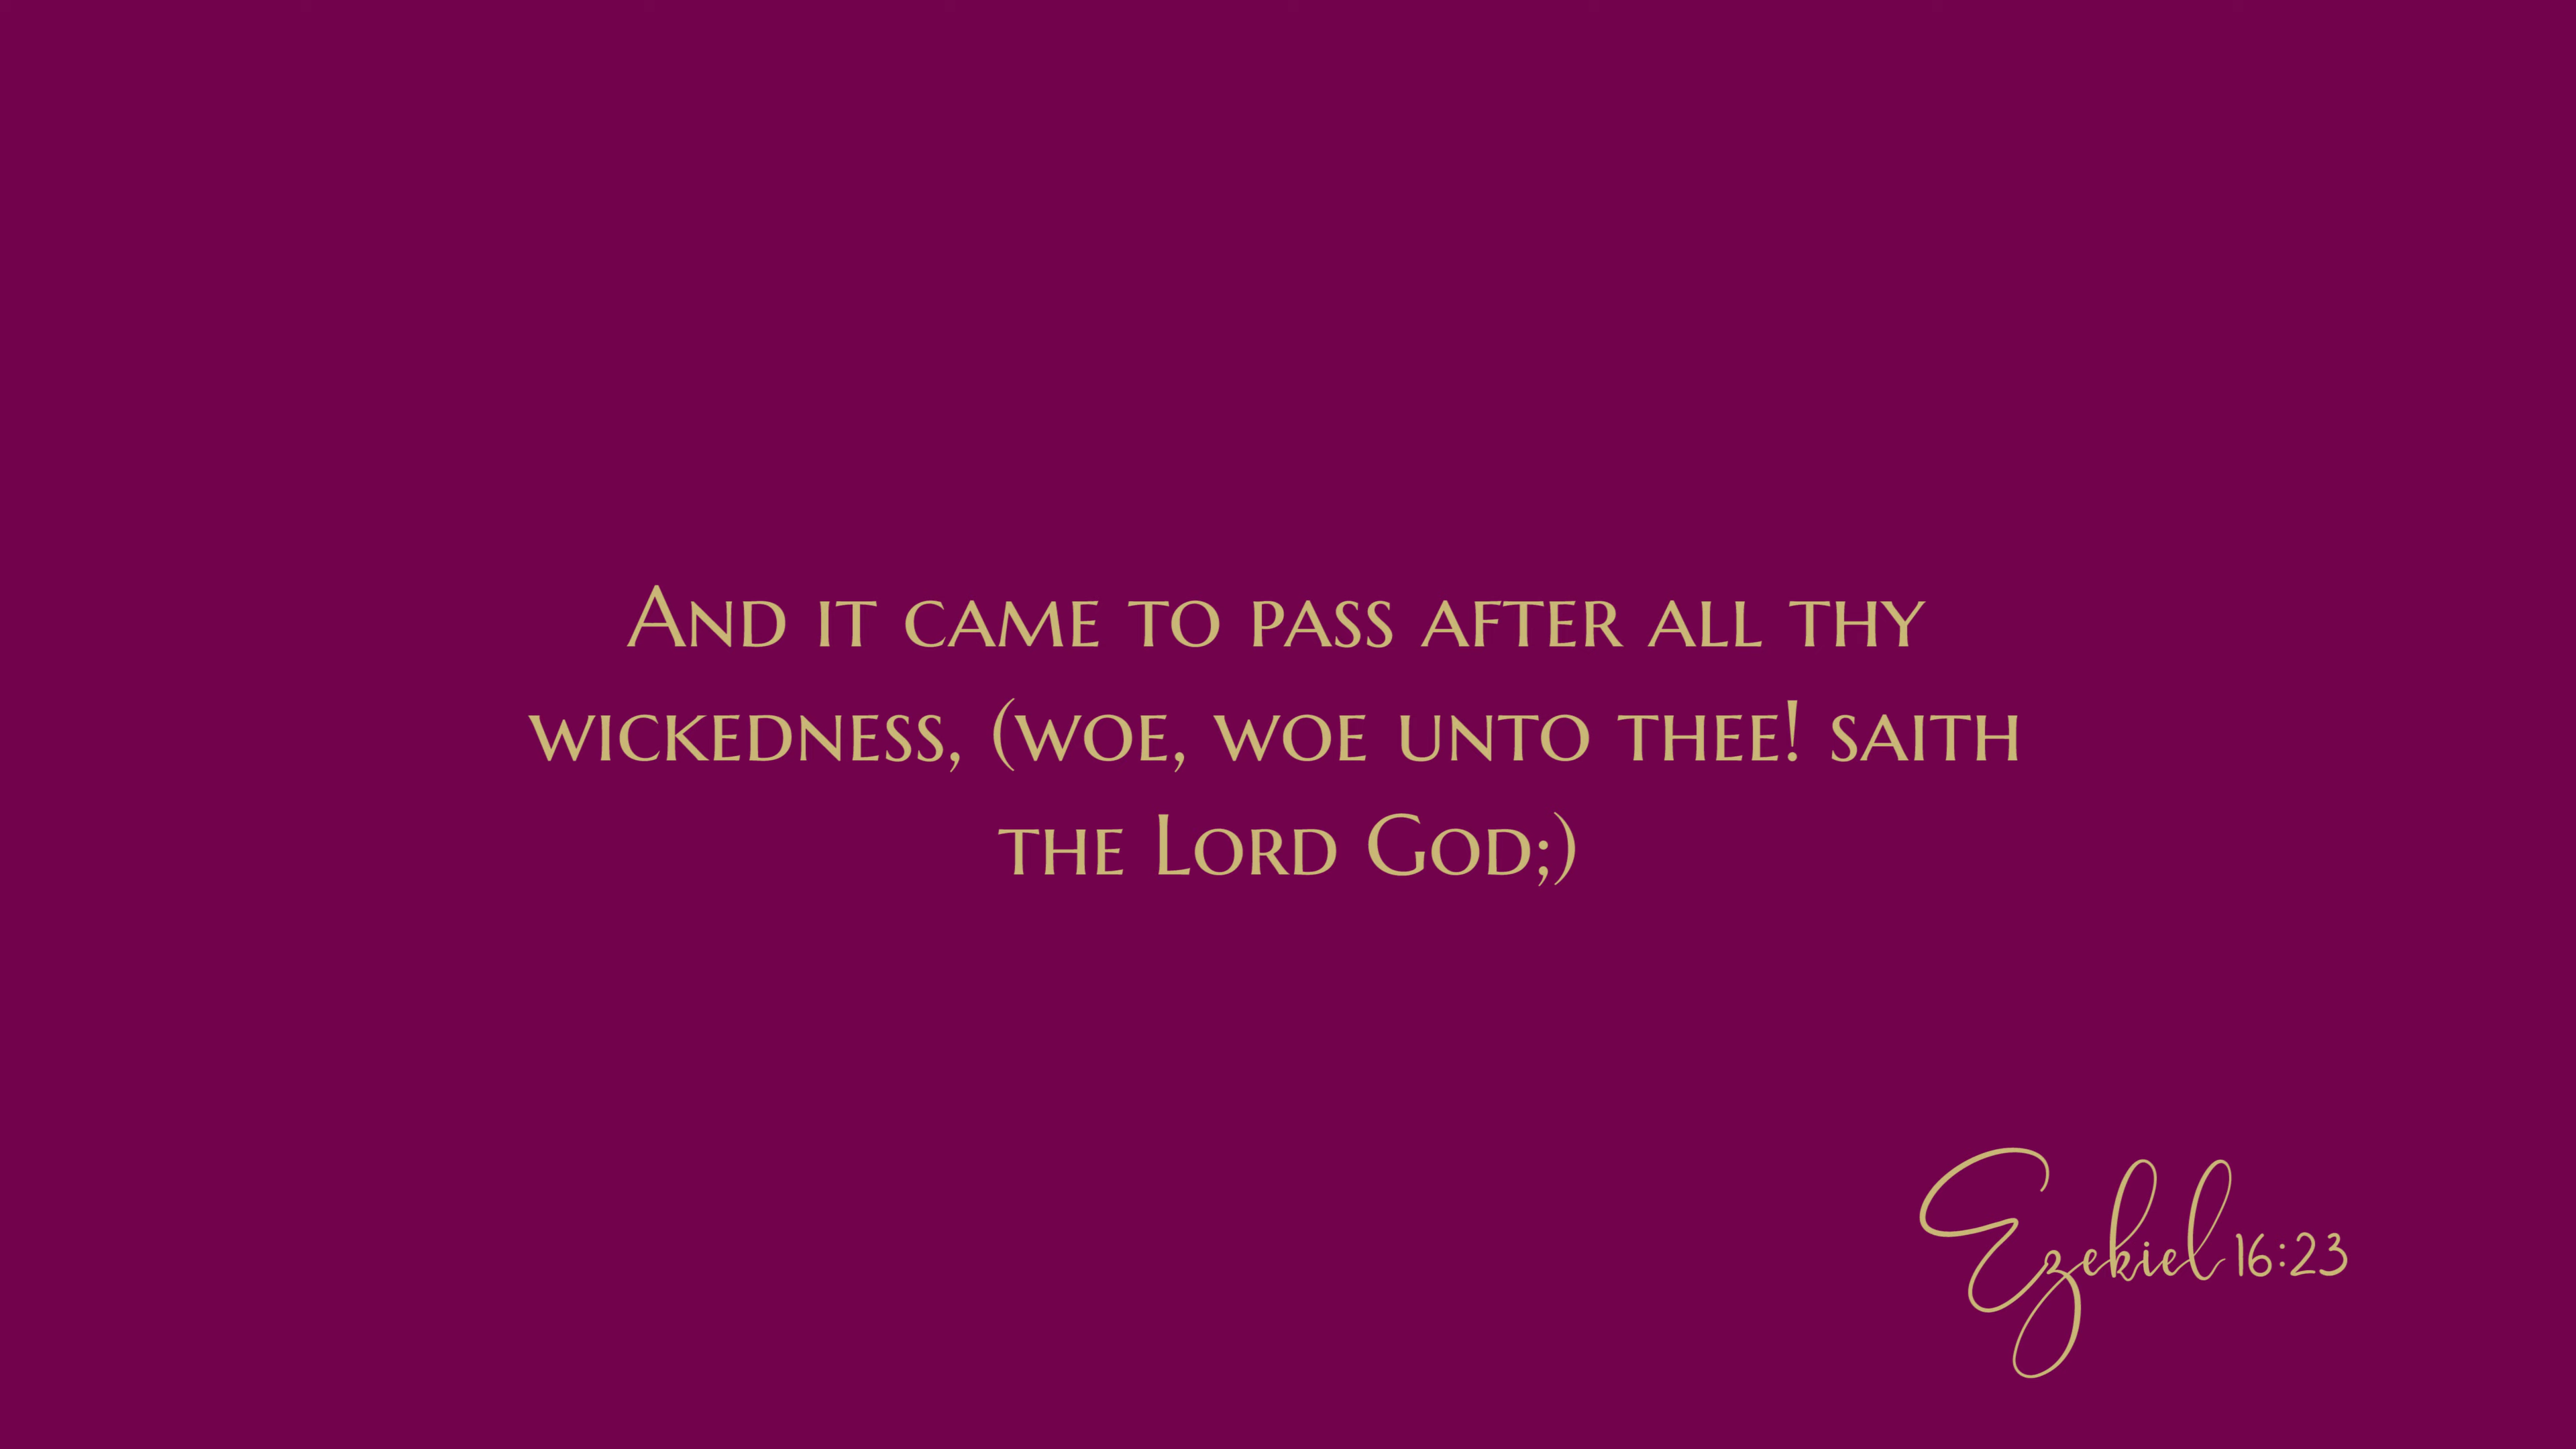 And it came to pass after all thy
wickedness, (woe, woe unto thee! saith
the Lord God;)
Ezekiel 16:23